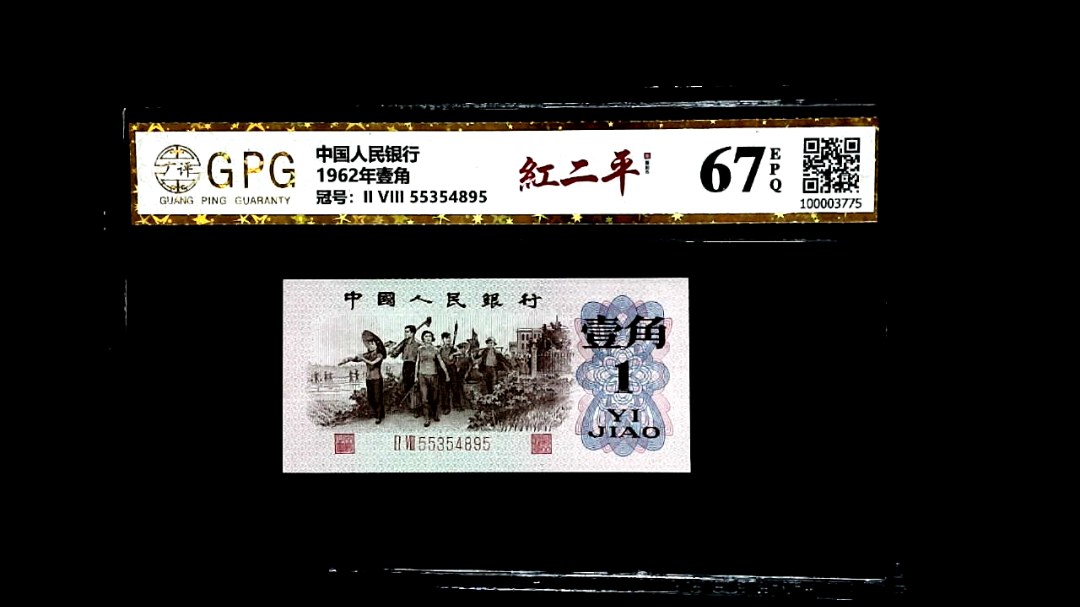 广评
GPG
GUANG PING GUARANTY
中国人民银行
1962年壹角
冠号: II VIII 55354895
紅二平
67
EPQ
100003775
中國人民銀行
壹角
1
YI
JIAO
II VIII 55354895